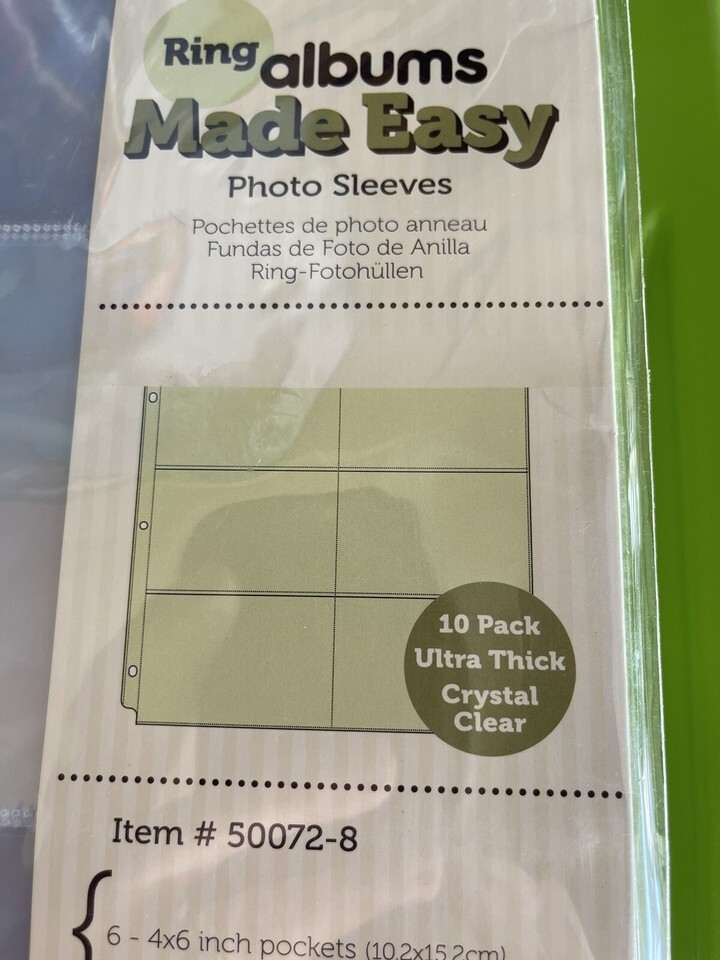 Ring albums
Made Easy
Photo Sleeves
Pochettes de photo anneau
Fundas de Foto de Anilla
Ring-Fotohüllen
10 Pack
Ultra Thick
Crystal
Clear
Item # 50072-8
6 - 4x6 inch pockets (10.2x15.2cm)